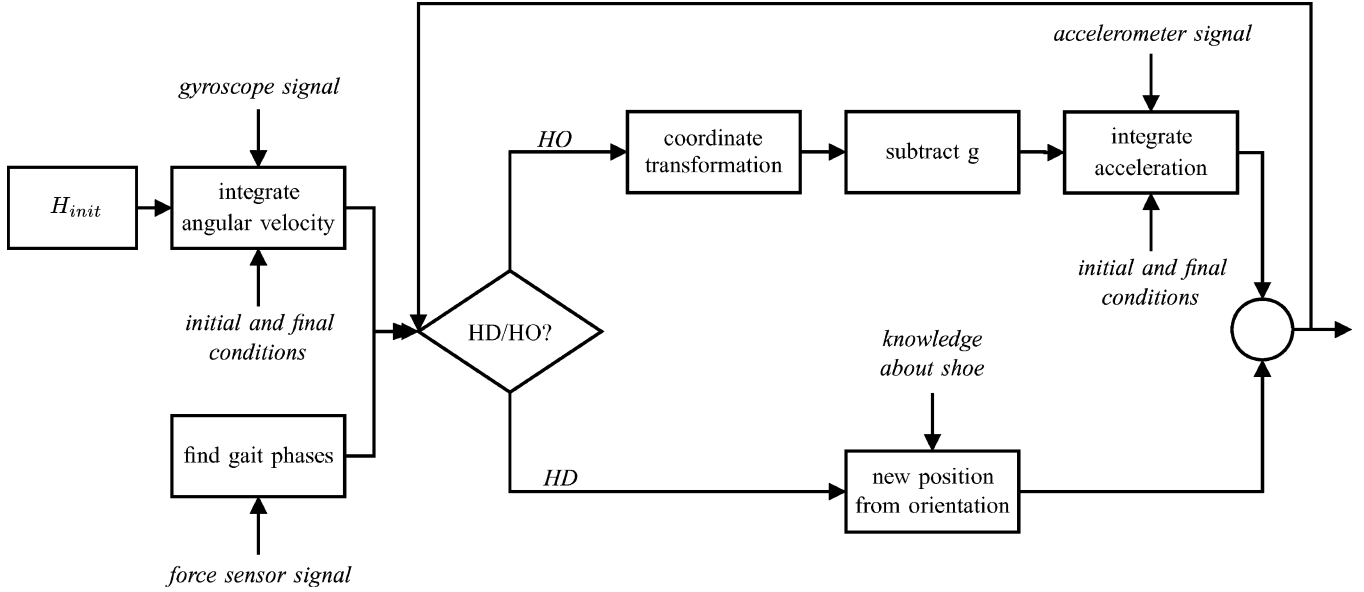 accelerometer signal
gyroscope signal
HO
coordinate
transformation
subtract g
integrate
acceleration
H_init
integrate
angular velocity
initial and final
conditions
initial and final
conditions
HD/HO?
knowledge
about shoe
find gait phases
HD
new position
from orientation
force sensor signal